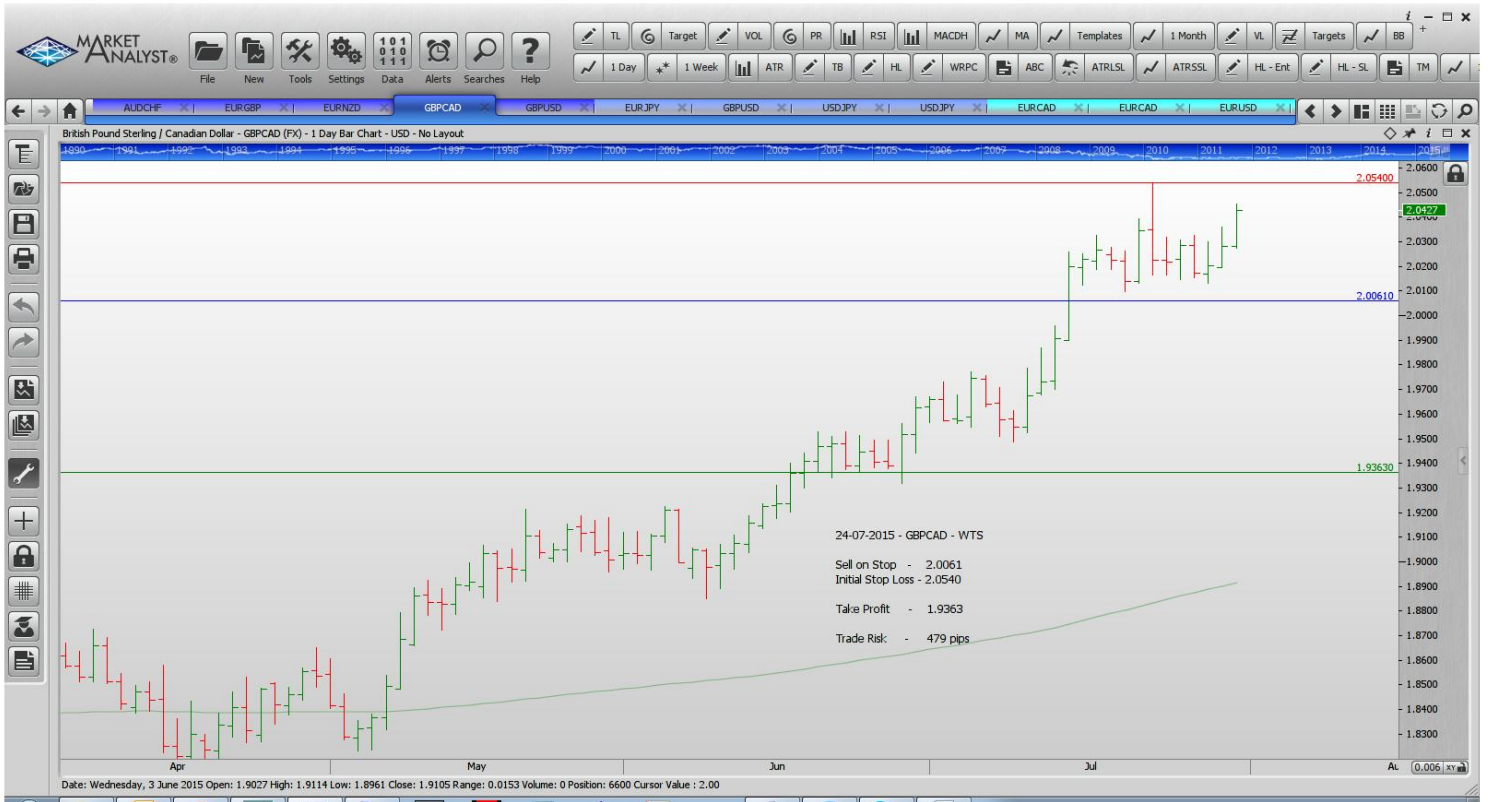 MARKET ANALYST®
File New Tools Settings Data Alerts Searches Help
101
010
111
TL Target VOL PR RSI MACDH MA Templates 1 Month VL Targets BB
1 Day 1 Week ATR TB HL WRPC ABC ATRLSL ATRSSL HL - Ent HL - SL TM
AUDCHF EURGBP EURNZD GBPCAD GBPUSD EURJPY GBPUSD USDJPY USDJPY EURCAD EURCAD EURUSD
British Pound Sterling / Canadian Dollar - GBPCAD (FX) - 1 Day Bar Chart - USD - No Layout
1890 1991 1992 1993 1994 1995 1996 1997 1998 1999 2000 2001 2002 2003 2004 2005 2006 2007 2008 2009 2010 2011 2012 2013 2014 2015
2.0600
2.05400
2.0500
2.0427
2.0400
2.0300
2.0200
2.0100
2.00610
2.0000
1.9900
1.9800
1.9700
1.9600
1.9500
1.9400
1.93630
1.9300
1.9200
1.9100
1.9000
1.8900
1.8800
1.8700
1.8600
1.8500
1.8400
1.8300
24-07-2015 - GBPCAD - WTS
Sell on Stop - 2.0061
Initial Stop Loss - 2.0540
Take Profit - 1.9363
Trade Risk - 479 pips
Apr May Jun Jul Au 0.006 XY
Date: Wednesday, 3 June 2015 Open: 1.9027 High: 1.9114 Low: 1.8961 Close: 1.9105 Range: 0.0153 Volume: 0 Position: 6600 Cursor Value : 2.00